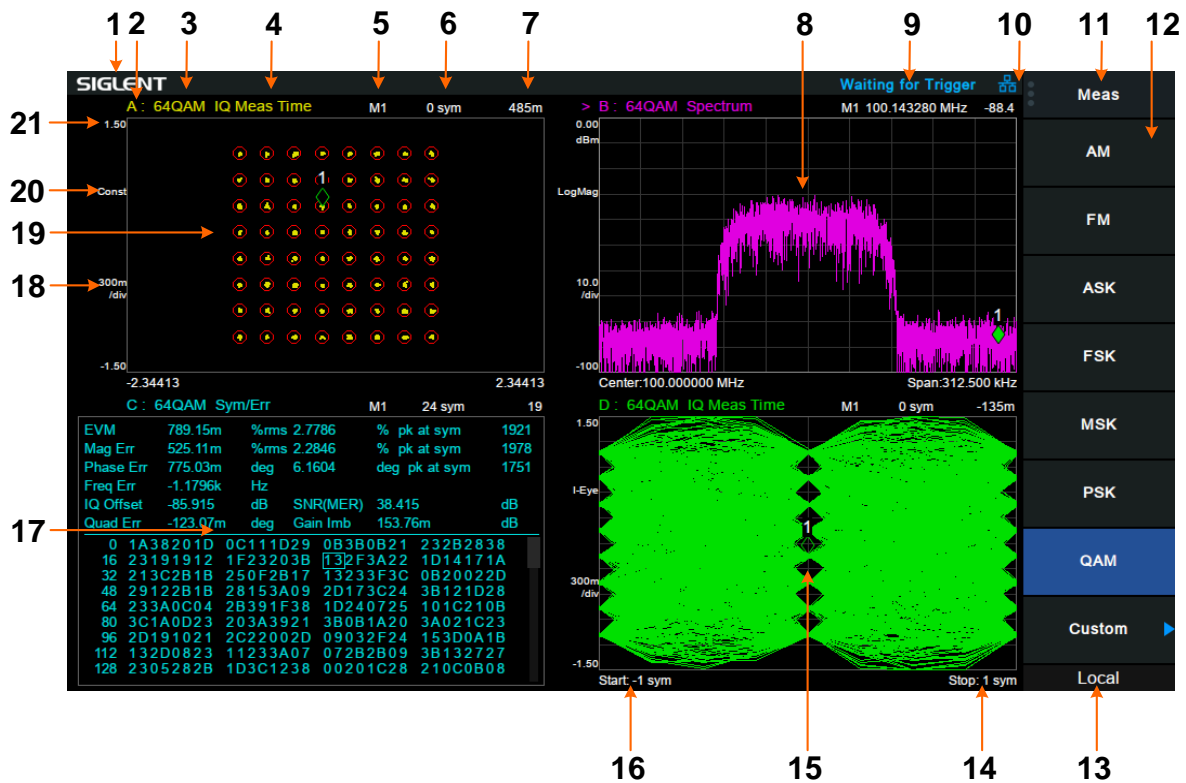 1 2 3 4 5 6 7 8 9 10 11 12
SIGLENT Waiting for Trigger
A : 64QAM IQ Meas Time M1 0 sym 485m
> B : 64QAM Spectrum M1 100.143280 MHz -88.4
Meas
21
1.50
0.00
dBm
AM
1
20
Const
LogMag
FM
19
18
300m
/div
10.0
/div
ASK
1
FSK
-1.50
-100
-2.34413 2.34413
Center:100.000000 MHz Span:312.500 kHz
C : 64QAM Sym/Err M1 24 sym 19
D : 64QAM IQ Meas Time M1 0 sym -135m
1.50
MSK
EVM 789.15m %rms 2.7786 % pk at sym 1921
Mag Err 525.11m %rms 2.2846 % pk at sym 1978
Phase Err 775.03m deg 6.1604 deg pk at sym 1751
Freq Err -1.1796k Hz
IQ Offset -85.915 dB SNR(MER) 38.415 dB
Quad Err -123.07m deg Gain Imb 153.76m dB
I-Eye
PSK
17
1
0 1A38201D 0C111D29 0B3B0B21 232B2838
16 23191912 1F23203B 132F3A22 1D14171A
32 213C2B1B 250F2B17 13233F3C 0B20022D
48 29122B1B 28153A09 2D173C24 3B121D28
64 233A0C04 2B391F38 1D240725 101C210B
80 3C1A0D23 203A3921 3B0B1A20 3A021C23
96 2D191021 2C22002D 09032F24 153D0A1B
112 132D0823 11233A07 072B2B09 3B132727
128 2305282B 1D3C1238 00201C28 210C0B08
QAM
300m
/div
Custom
-1.50
Start: -1 sym Stop: 1 sym
Local
16 15 14 13